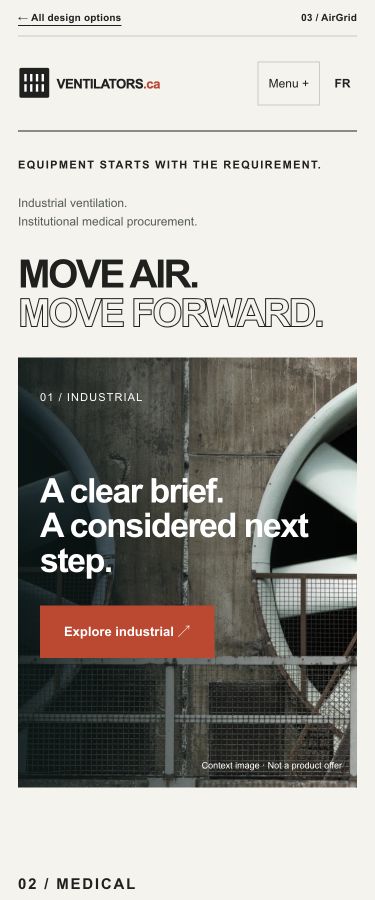 ← All design options
03 / AirGrid
VENTILATORS.ca
Menu +
FR
EQUIPMENT STARTS WITH THE REQUIREMENT.
Industrial ventilation.
Institutional medical procurement.
MOVE AIR.
MOVE FORWARD.
01 / INDUSTRIAL
A clear brief.
A considered next
step.
Explore industrial ↗
Context image · Not a product offer
02 / MEDICAL